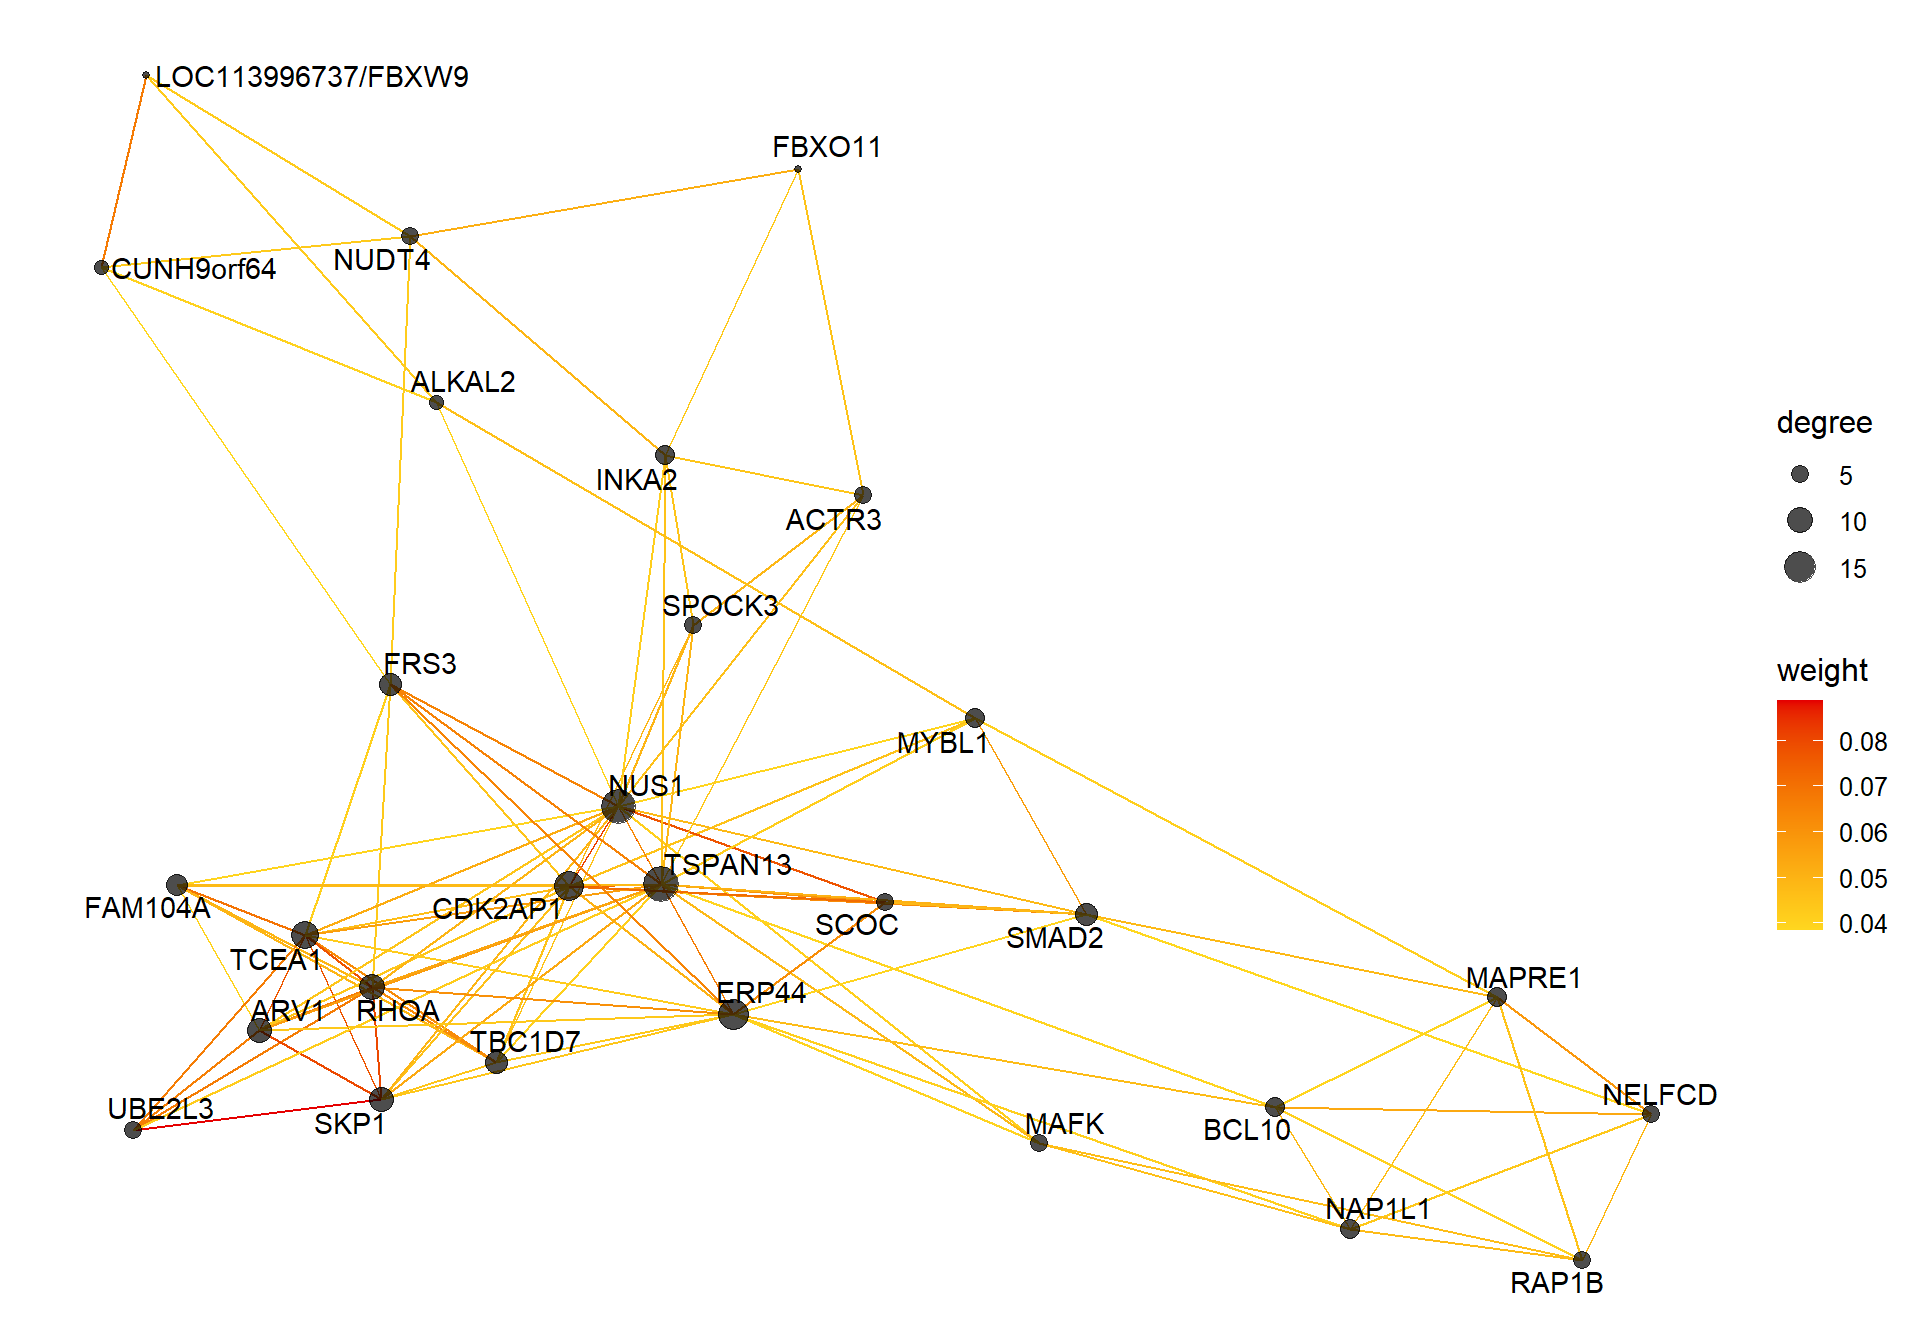 LOC113996737/FBXW9
FBXO11
NUDT4
CUNH9orf64
ALKAL2
INKA2
ACTR3
SPOCK3
FRS3
MYBL1
NUS1
TSPAN13
FAM104A
CDK2AP1
SCOC
SMAD2
TCEA1
MAPRE1
ERP44
ARV1
RHOA
TBC1D7
NELFCD
UBE2L3
SKP1
MAFK
BCL10
NAP1L1
RAP1B
degree
5
10
15
weight
0.08
0.07
0.06
0.05
0.04